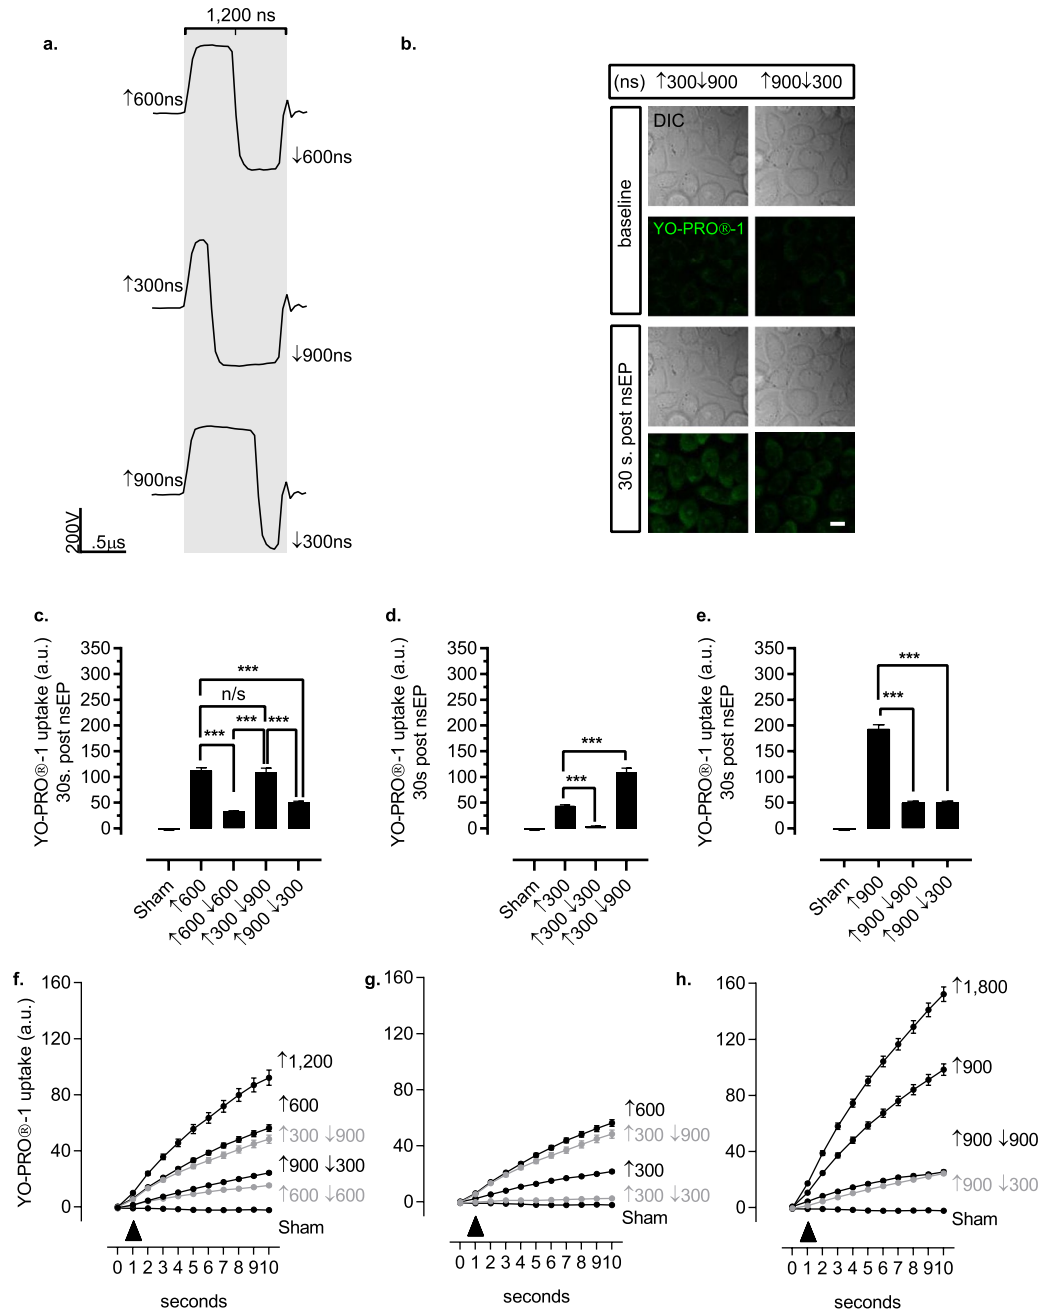 a.
1,200 ns
↑600ns
↓600ns
↑300ns
↓900ns
↑900ns
↓300ns
200V
.5µs
b.
(ns) ↑300↓900 ↑900↓300
baseline
DIC
YO-PRO®-1
30 s. post nsEP
c.
YO-PRO®-1 uptake (a.u.)
30s. post nsEP
350
300
250
200
150
100
50
0
***
n/s
*** *** ***
Sham
↑600
↑600 ↓600
↑300 ↓900
↑900 ↓300
d.
YO-PRO®-1 uptake (a.u.)
30s post nsEP
350
300
250
200
150
100
50
0
***
***
Sham
↑300
↑300 ↓300
↑300 ↓900
e.
YO-PRO®-1 uptake (a.u.)
30s post nsEP
350
300
250
200
150
100
50
0
***
***
Sham
↑900
↑900 ↓900
↑900 ↓300
f.
YO-PRO®-1 uptake (a.u.)
160
120
80
40
0
↑1,200
↑600
↑300 ↓900
↑900 ↓300
↑600 ↓600
Sham
0 1 2 3 4 5 6 7 8 9 10
seconds
g.
160
120
80
40
0
↑600
↑300 ↓900
↑300
↑300 ↓300
Sham
0 1 2 3 4 5 6 7 8 9 10
seconds
h.
160
120
80
40
0
↑1,800
↑900
↑900 ↓900
↑900 ↓300
Sham
0 1 2 3 4 5 6 7 8 9 10
seconds